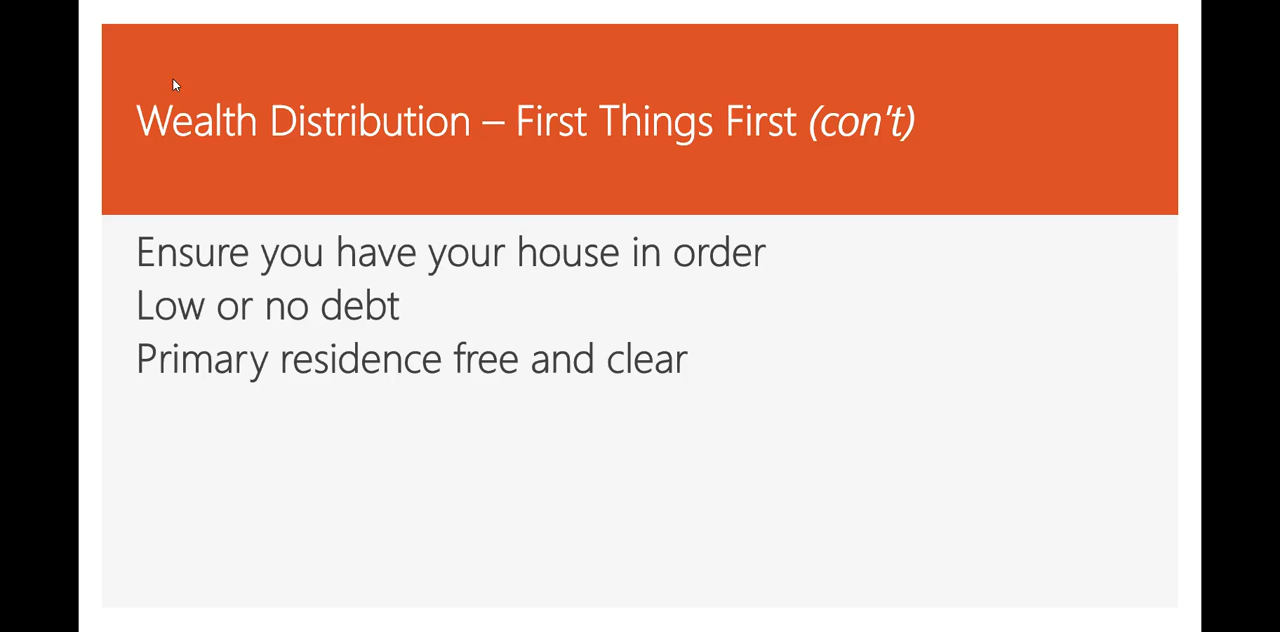 Wealth Distribution – First Things First (con't)
Ensure you have your house in order
Low or no debt
Primary residence free and clear